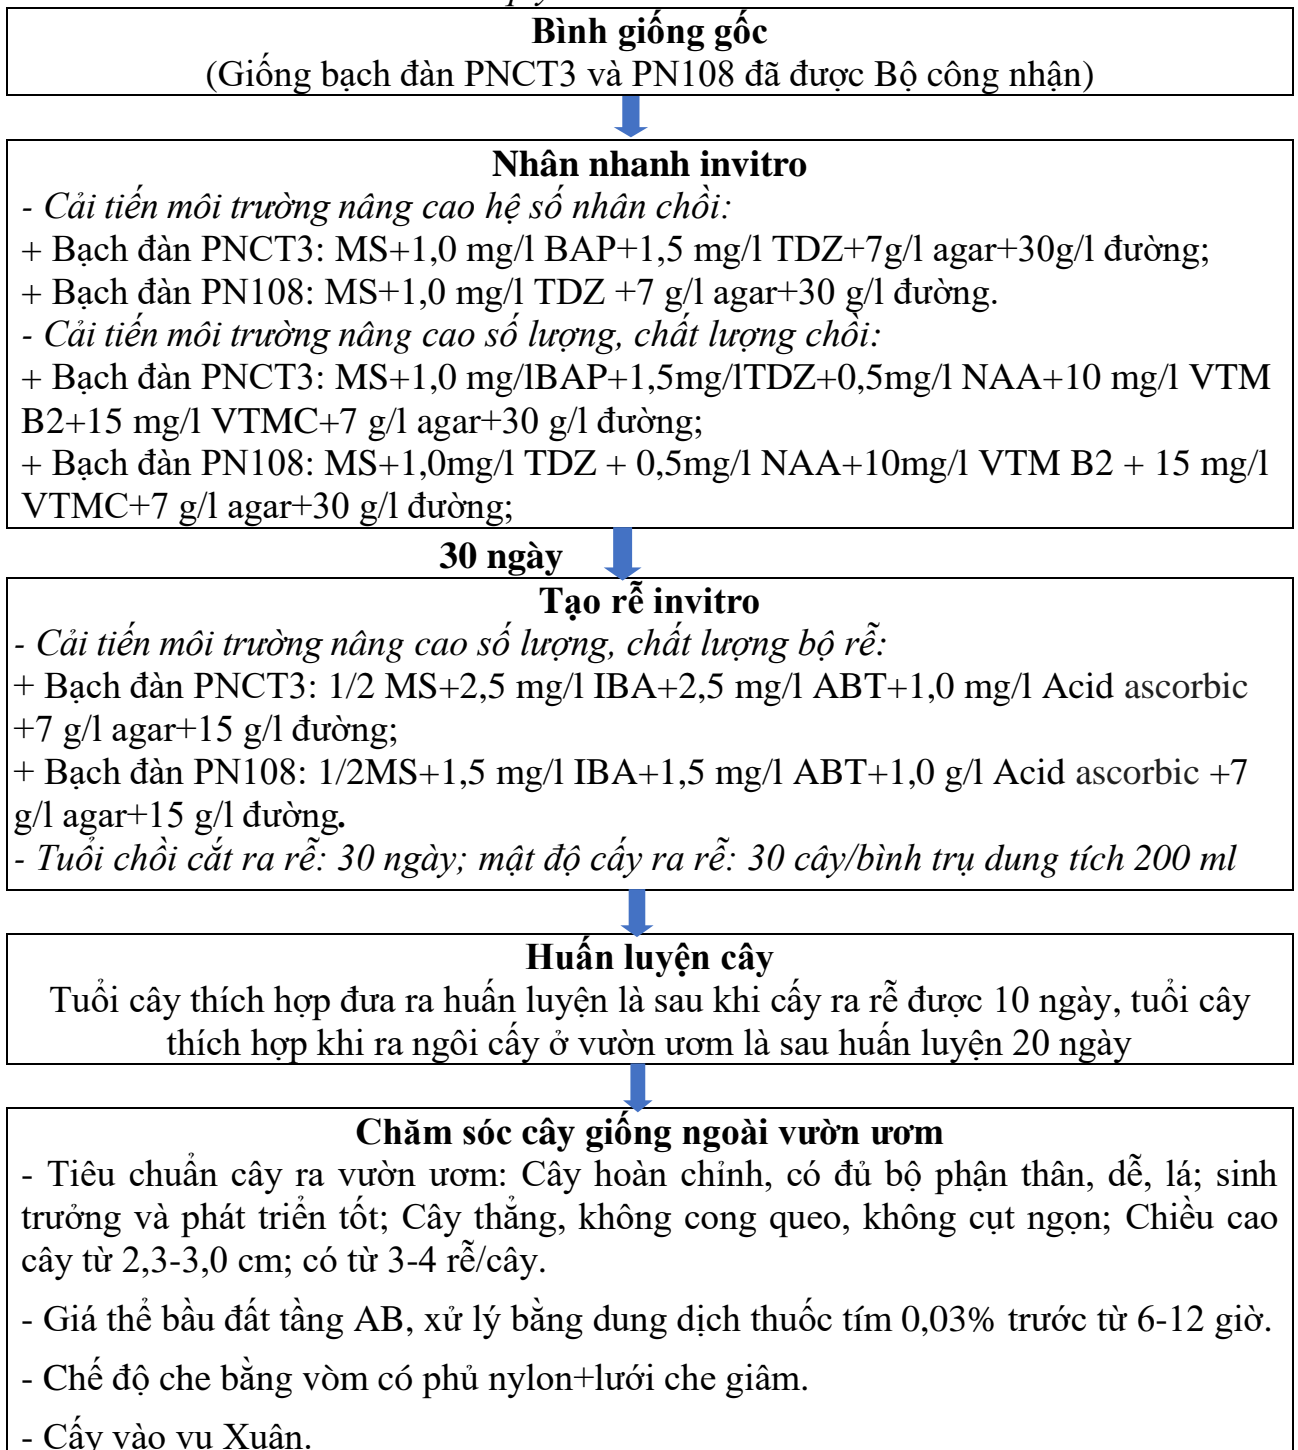 Bình giống gốc
(Giống bạch đàn PNCT3 và PN108 đã được Bộ công nhận)
Nhân nhanh invitro
- Cải tiến môi trường nâng cao hệ số nhân chồi:
+ Bạch đàn PNCT3: MS+1,0 mg/l BAP+1,5 mg/l TDZ+7g/l agar+30g/l đường;
+ Bạch đàn PN108: MS+1,0 mg/l TDZ +7 g/l agar+30 g/l đường.
- Cải tiến môi trường nâng cao số lượng, chất lượng chồi:
+ Bạch đàn PNCT3: MS+1,0 mg/lBAP+1,5mg/lTDZ+0,5mg/l NAA+10 mg/l VTM
B2+15 mg/l VTMC+7 g/l agar+30 g/l đường;
+ Bạch đàn PN108: MS+1,0mg/l TDZ + 0,5mg/l NAA+10mg/l VTM B2 + 15 mg/l
VTMC+7 g/l agar+30 g/l đường;
30 ngày
Tạo rễ invitro
- Cải tiến môi trường nâng cao số lượng, chất lượng bộ rễ:
+ Bạch đàn PNCT3: 1/2 MS+2,5 mg/l IBA+2,5 mg/l ABT+1,0 mg/l Acid ascorbic
+7 g/l agar+15 g/l đường;
+ Bạch đàn PN108: 1/2MS+1,5 mg/l IBA+1,5 mg/l ABT+1,0 g/l Acid ascorbic +7
g/l agar+15 g/l đường.
- Tuổi chồi cắt ra rễ: 30 ngày; mật độ cấy ra rễ: 30 cây/bình trụ dung tích 200 ml
Huấn luyện cây
Tuổi cây thích hợp đưa ra huấn luyện là sau khi cấy ra rễ được 10 ngày, tuổi cây
thích hợp khi ra ngôi cấy ở vườn ươm là sau huấn luyện 20 ngày
Chăm sóc cây giống ngoài vườn ươm
- Tiêu chuẩn cây ra vườn ươm: Cây hoàn chỉnh, có đủ bộ phận thân, dễ, lá; sinh
trưởng và phát triển tốt; Cây thẳng, không cong queo, không cụt ngọn; Chiều cao
cây từ 2,3-3,0 cm; có từ 3-4 rễ/cây.
- Giá thể bầu đất tầng AB, xử lý bằng dung dịch thuốc tím 0,03% trước từ 6-12 giờ.
- Chế độ che bằng vòm có phủ nylon+lưới che giâm.
- Cấy vào vụ Xuân.